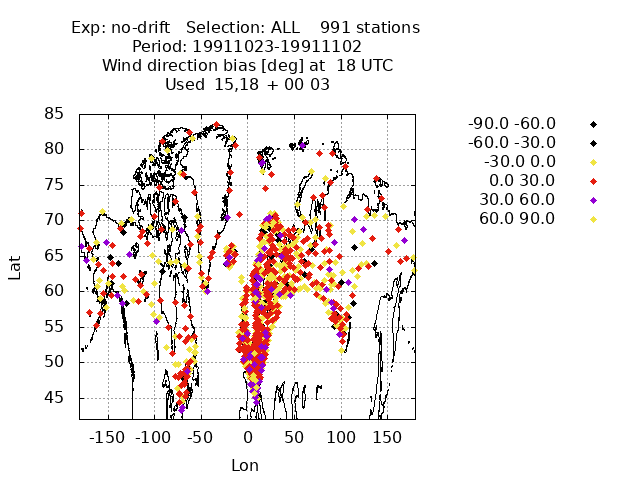 Exp: no-drift   Selection: ALL    991 stations
Period: 19911023-19911102
Wind direction bias [deg] at  18 UTC
Used  15,18 + 00 03
-90.0 -60.0
-60.0 -30.0
-30.0 0.0
0.0 30.0
30.0 60.0
60.0 90.0
85
80
75
70
65
60
55
50
45
Lat
-150 -100 -50 0 50 100 150
Lon